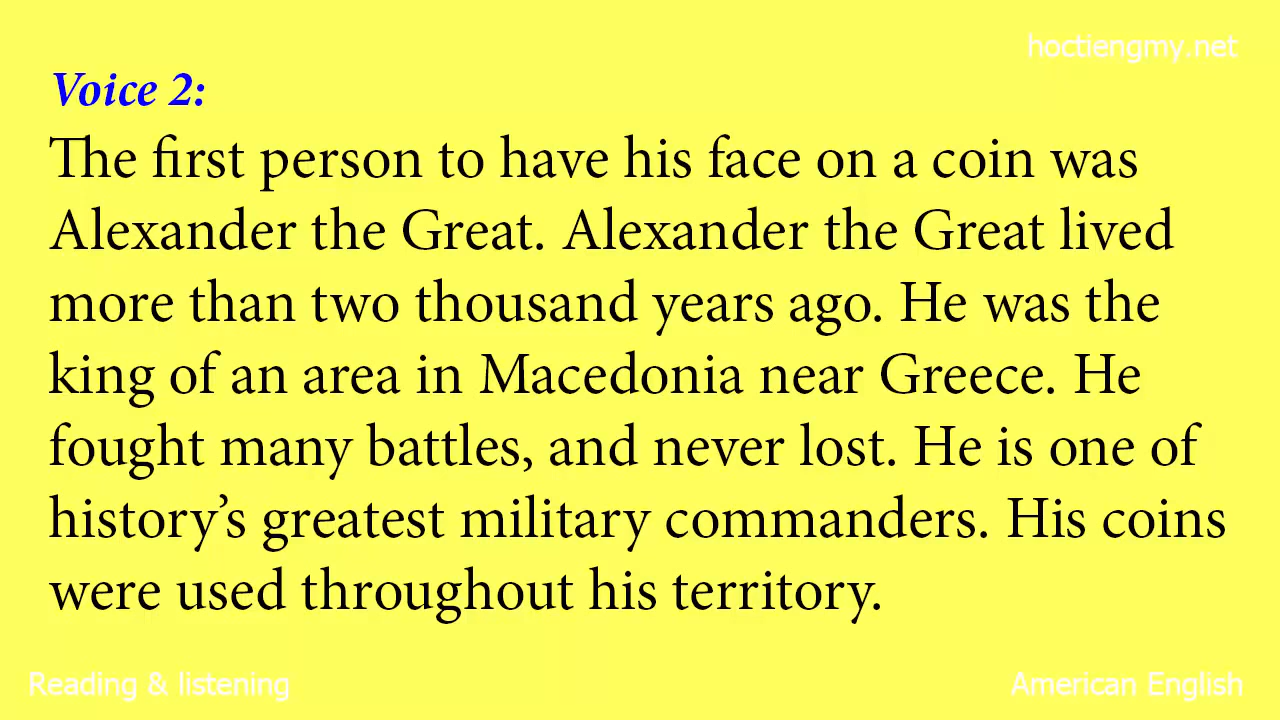 hoctiengmy.net
Voice 2:
The first person to have his face on a coin was
Alexander the Great. Alexander the Great lived
more than two thousand years ago. He was the
king of an area in Macedonia near Greece. He
fought many battles, and never lost. He is one of
history’s greatest military commanders. His coins
were used throughout his territory.
Reading & listening
American English